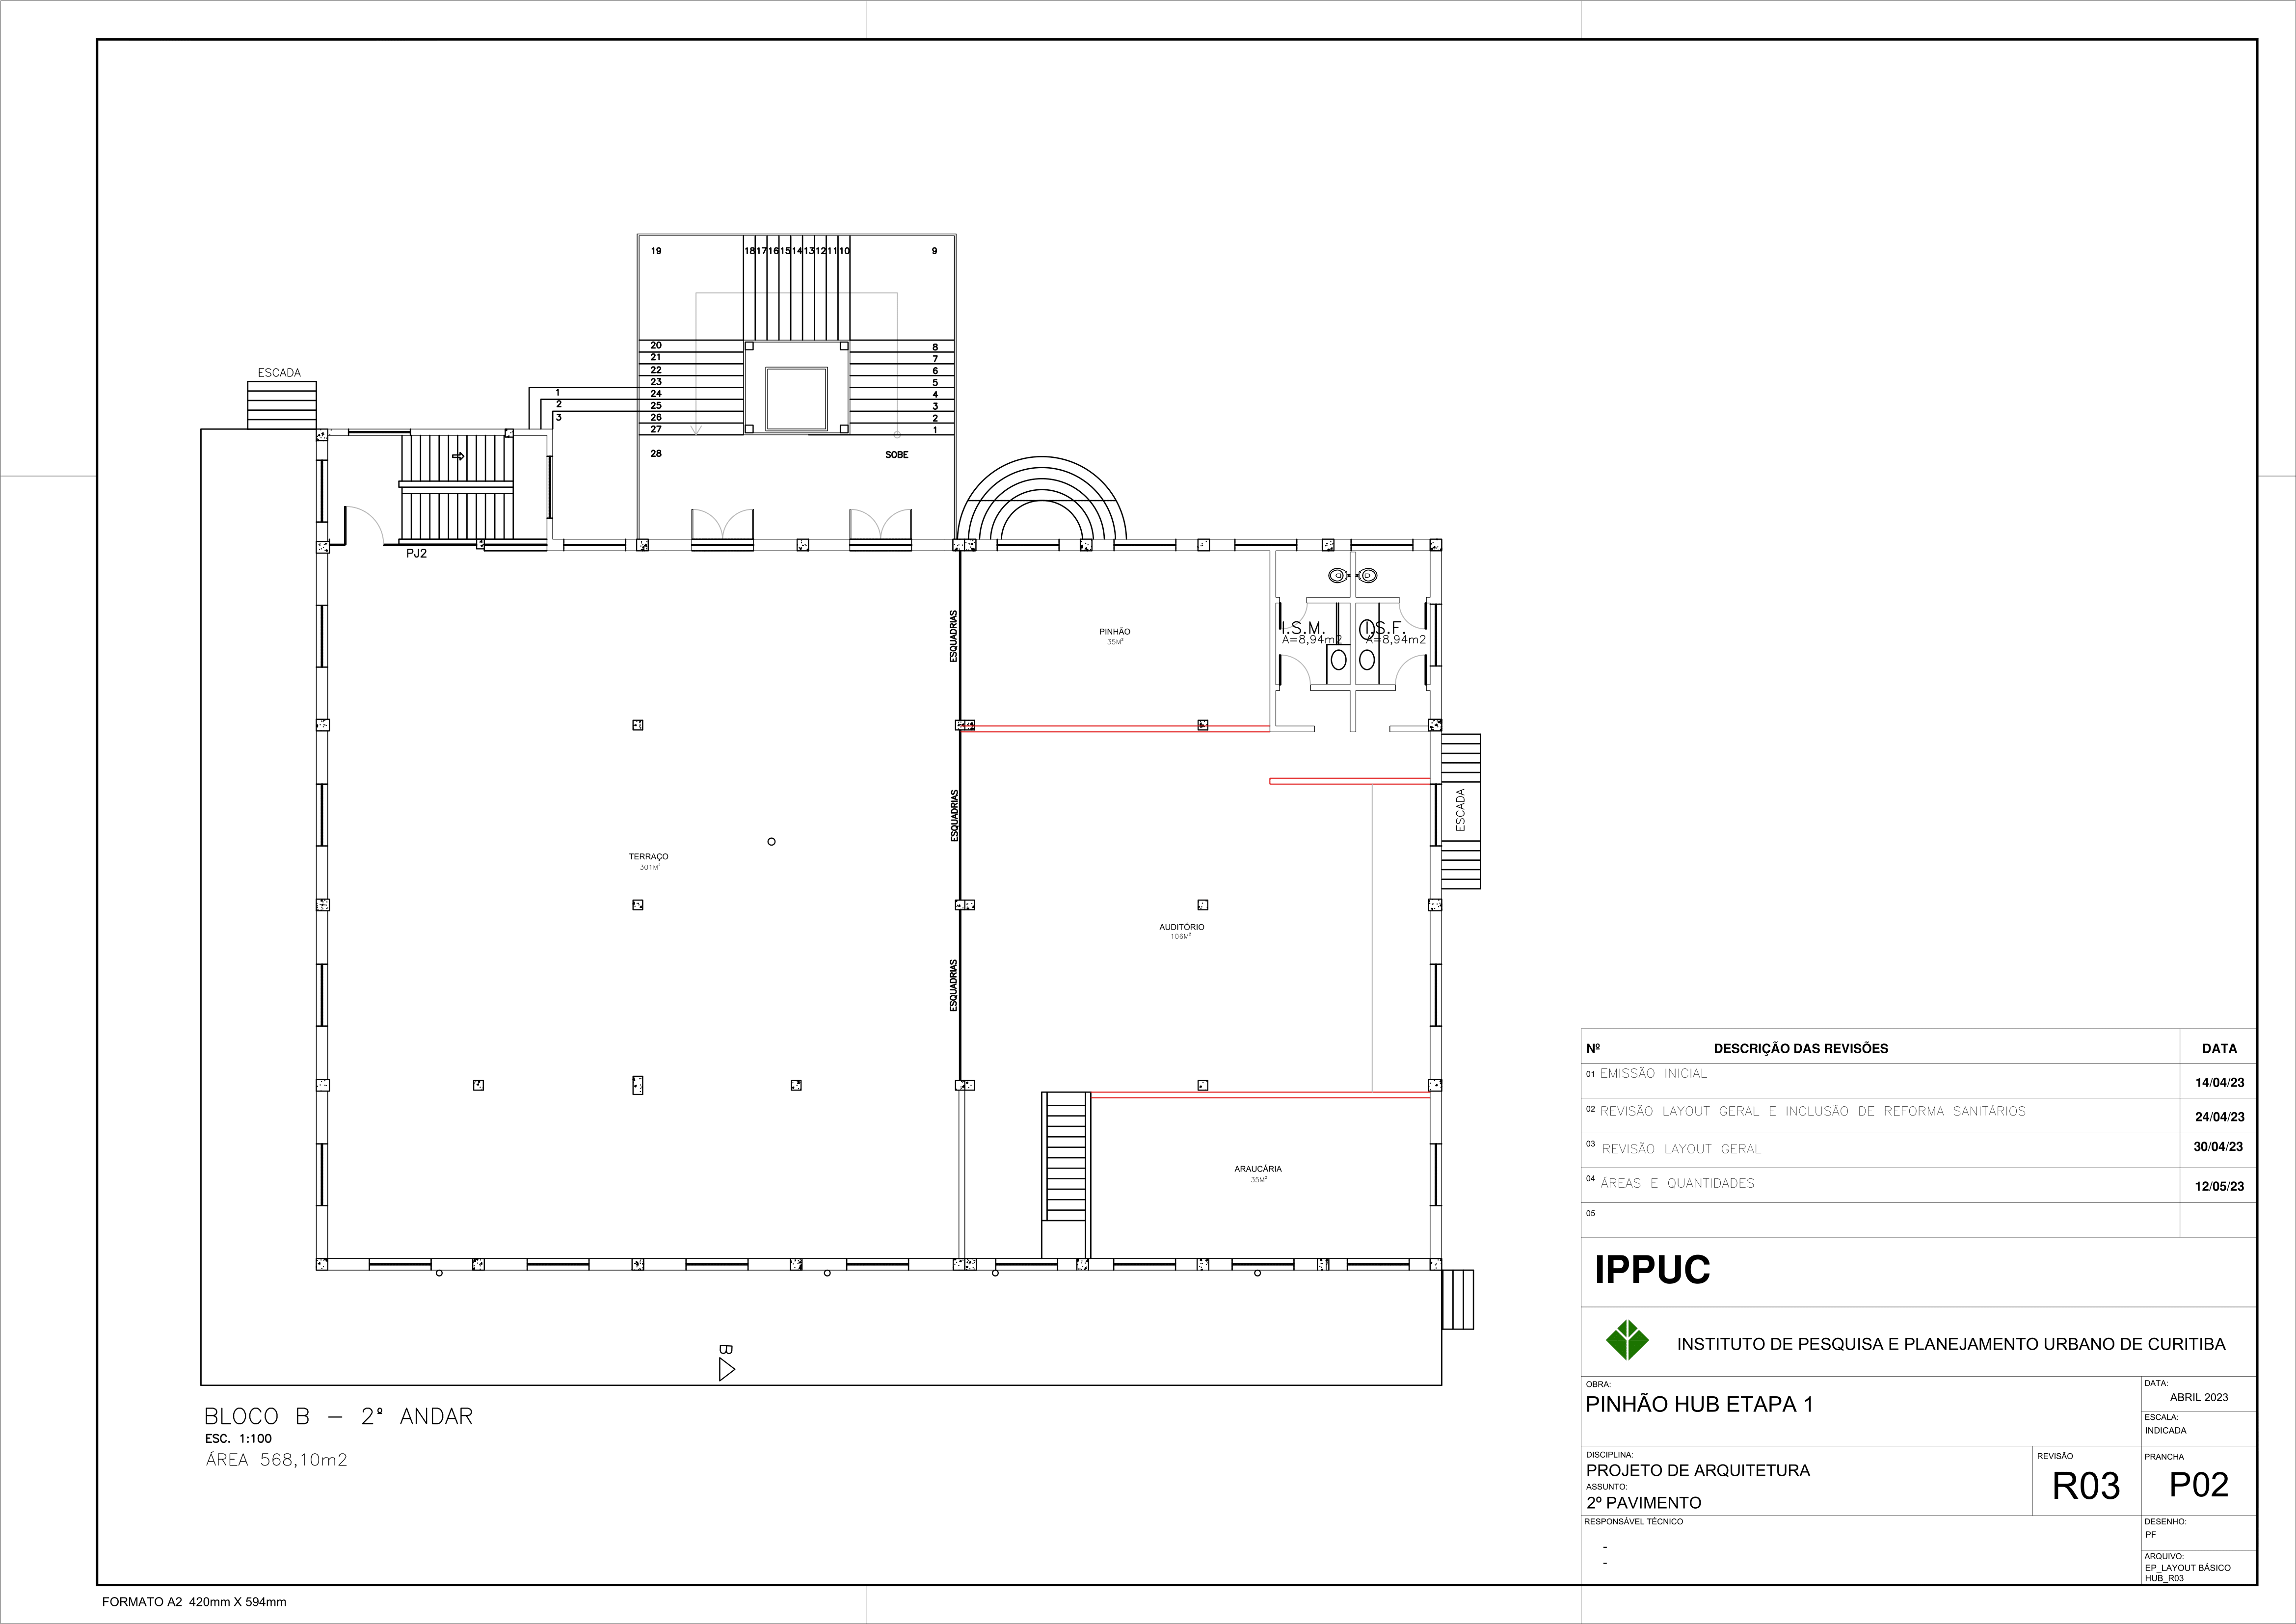 19
18 17 16 15 14 13 12 11 10
9
20
21
22
23
24
25
26
27
28
8
7
6
5
4
3
2
1
SOBE
1
2
3
ESCADA
PJ2
ESQUADRIAS
ESQUADRIAS
ESQUADRIAS
PINHÃO
35M²
I.S.M.
A=8,94m2
I.S.F.
A=8,94m2
ESCADA
TERRAÇO
301M²
AUDITÓRIO
106M²
ARAUCÁRIA
35M²
B
BLOCO B - 2º ANDAR
ESC. 1:100
ÁREA 568,10m2
Nº DESCRIÇÃO DAS REVISÕES DATA
01 EMISSÃO INICIAL 14/04/23
02 REVISÃO LAYOUT GERAL E INCLUSÃO DE REFORMA SANITÁRIOS 24/04/23
03 REVISÃO LAYOUT GERAL 30/04/23
04 ÁREAS E QUANTIDADES 12/05/23
05
IPPUC
INSTITUTO DE PESQUISA E PLANEJAMENTO URBANO DE CURITIBA
OBRA:
PINHÃO HUB ETAPA 1
DATA:
ABRIL 2023
ESCALA:
INDICADA
DISCIPLINA:
PROJETO DE ARQUITETURA
ASSUNTO:
2º PAVIMENTO
REVISÃO
R03
PRANCHA
P02
RESPONSÁVEL TÉCNICO
-
-
DESENHO:
PF
ARQUIVO:
EP_LAYOUT BÁSICO
HUB_R03
FORMATO A2 420mm X 594mm